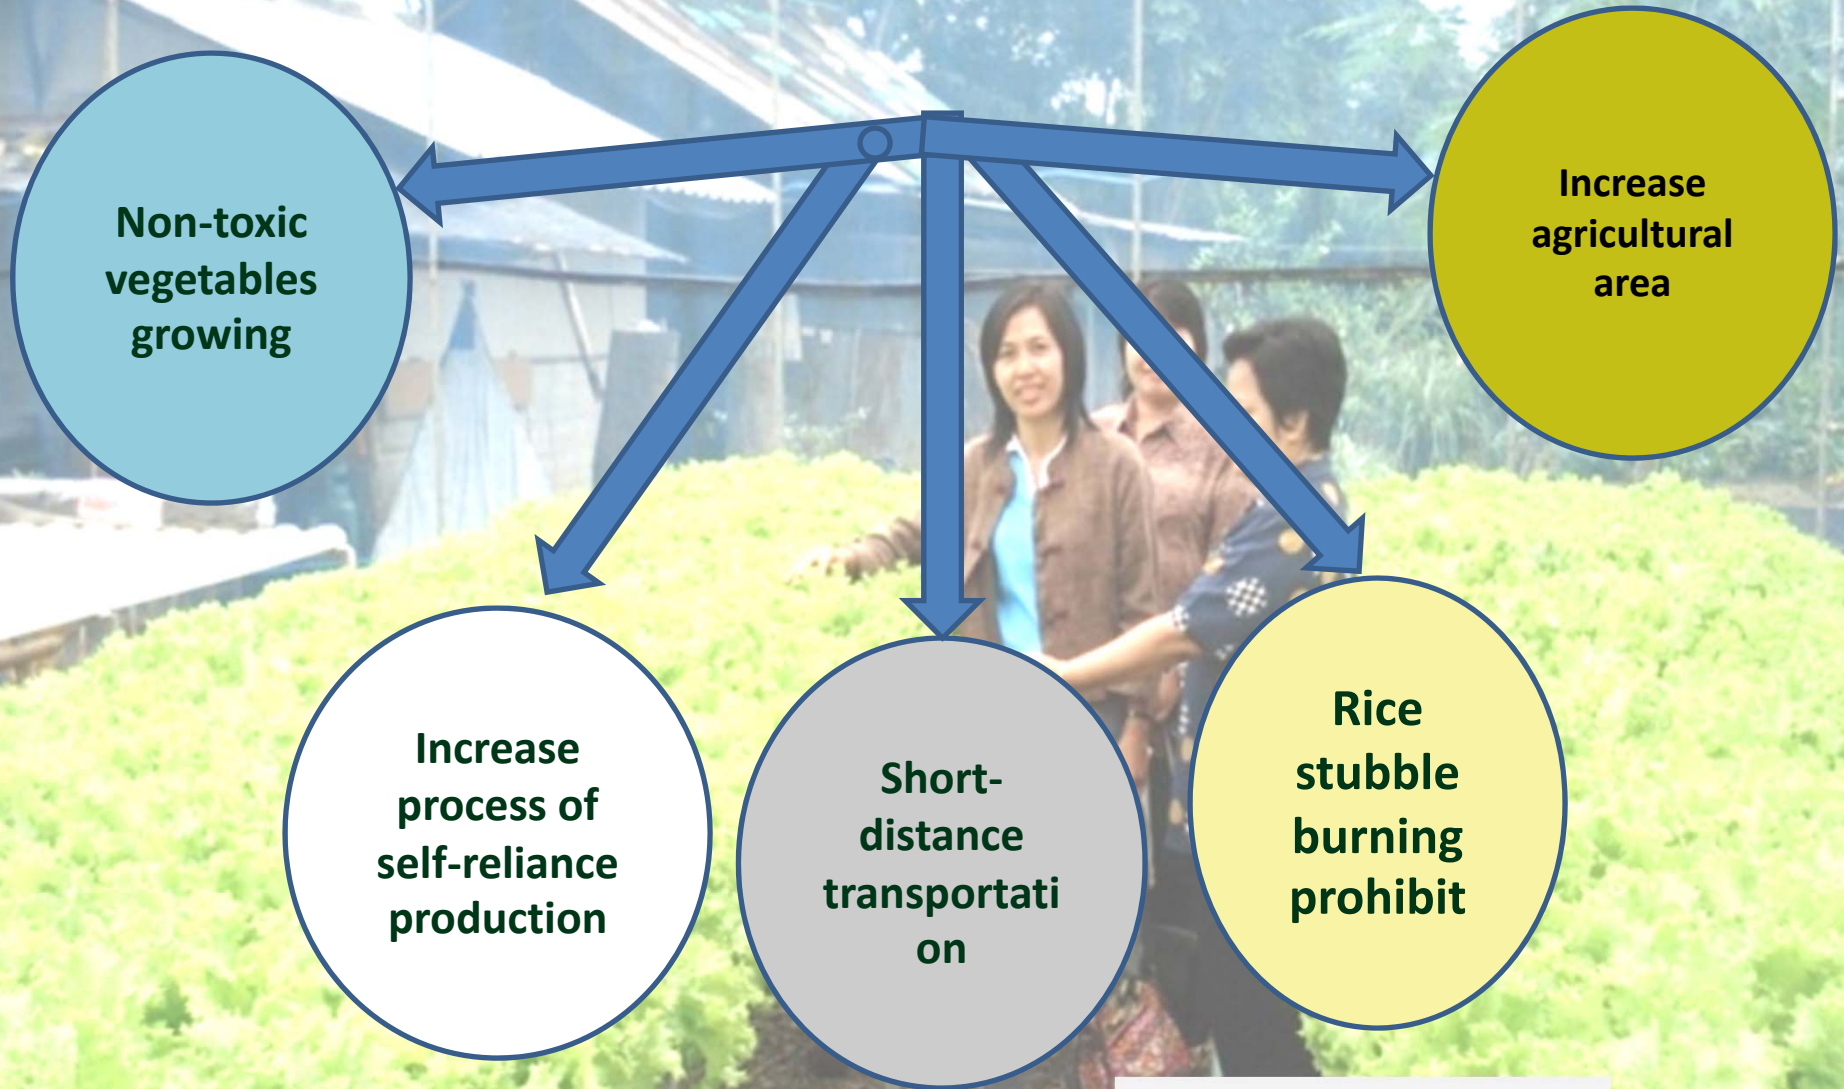 Non-toxic
vegetables
growing
Increase
process of
self-reliance
production
Short-
distance
transportati
on
Rice
stubble
burning
prohibit
Increase
agricultural
area